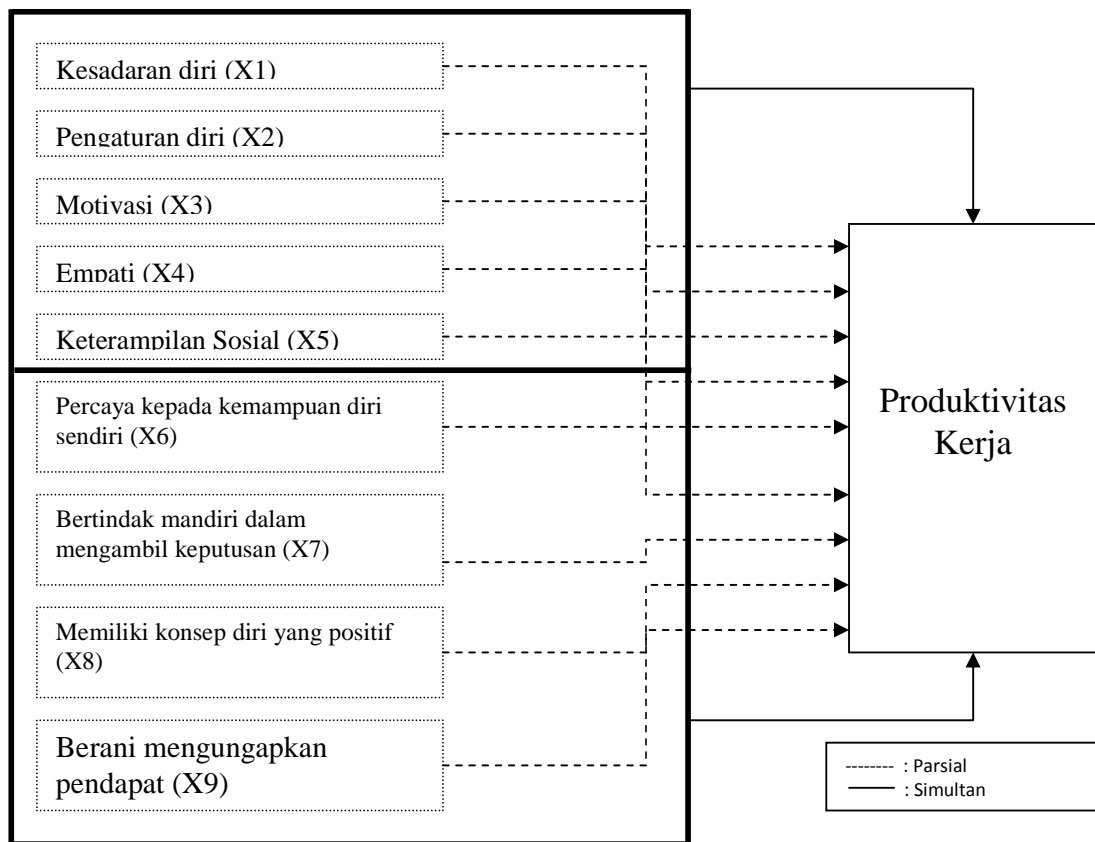 Kesadaran diri (X1)
Pengaturan diri (X2)
Motivasi (X3)
Empati (X4)
Keterampilan Sosial (X5)
Percaya kepada kemampuan diri
sendiri (X6)
Bertindak mandiri dalam
mengambil keputusan (X7)
Memiliki konsep diri yang positif
(X8)
Berani mengungapkan
pendapat (X9)
Produktivitas
Kerja
: Parsial
: Simultan